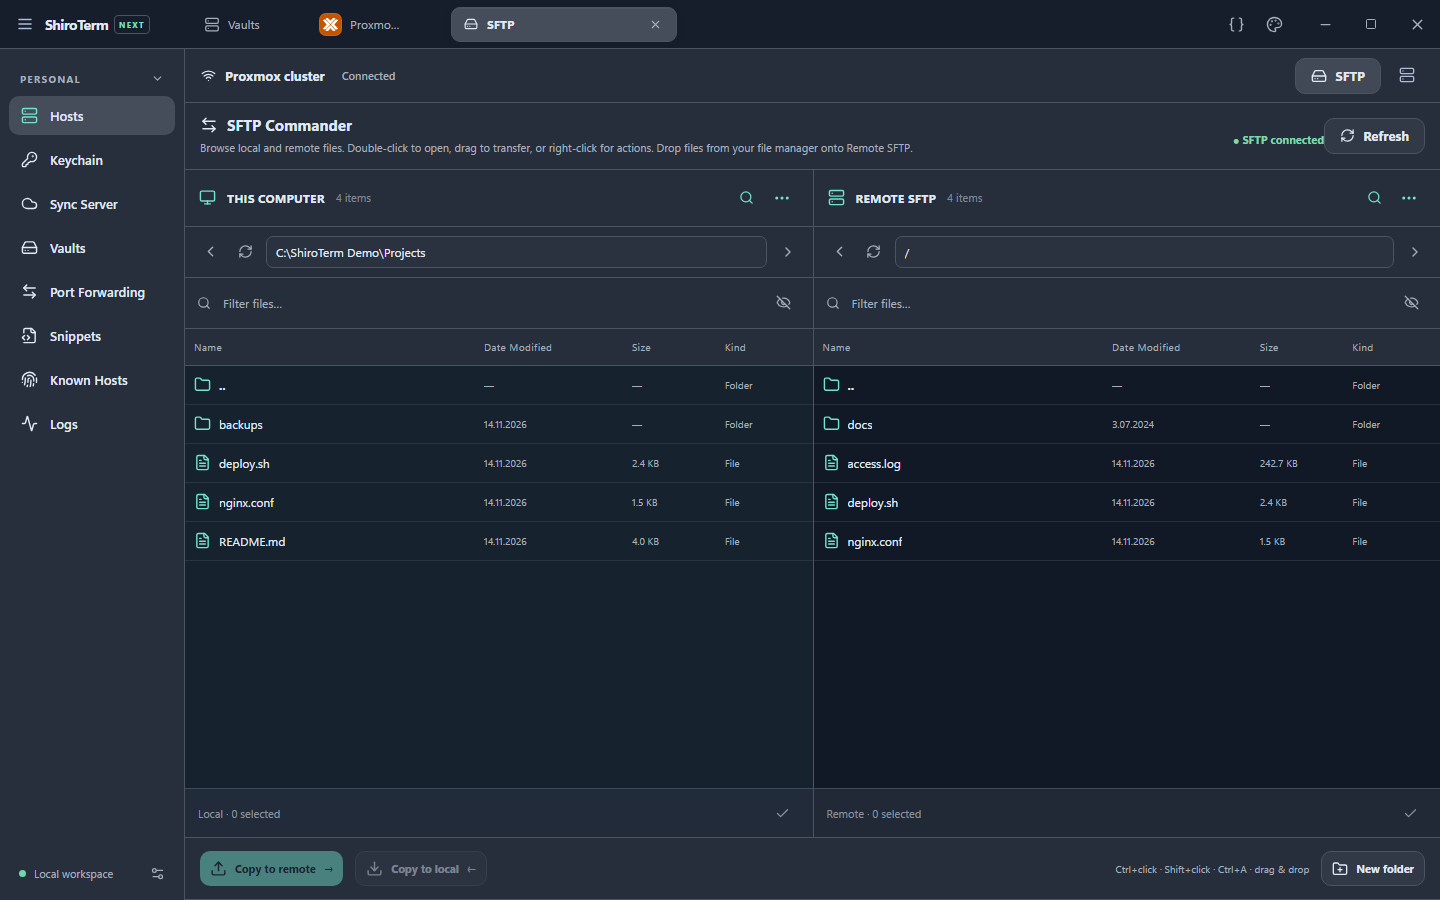 ShiroTerm NEXT
Vaults
Proxmo...
SFTP
PERSONAL
Hosts
Keychain
Sync Server
Vaults
Port Forwarding
Snippets
Known Hosts
Logs
Local workspace
Proxmox cluster Connected
SFTP
SFTP Commander
Browse local and remote files. Double-click to open, drag to transfer, or right-click for actions. Drop files from your file manager onto Remote SFTP.
SFTP connected
Refresh
THIS COMPUTER 4 items
C:\ShiroTerm Demo\Projects
Filter files...
Name Date Modified Size Kind
.. — — Folder
backups 14.11.2026 — Folder
deploy.sh 14.11.2026 2.4 KB File
nginx.conf 14.11.2026 1.5 KB File
README.md 14.11.2026 4.0 KB File
Local · 0 selected
REMOTE SFTP 4 items
/
Filter files...
Name Date Modified Size Kind
.. — — Folder
docs 3.07.2024 — Folder
access.log 14.11.2026 242.7 KB File
deploy.sh 14.11.2026 2.4 KB File
nginx.conf 14.11.2026 1.5 KB File
Remote · 0 selected
Copy to remote →
Copy to local ←
Ctrl+click · Shift+click · Ctrl+A · drag & drop
New folder